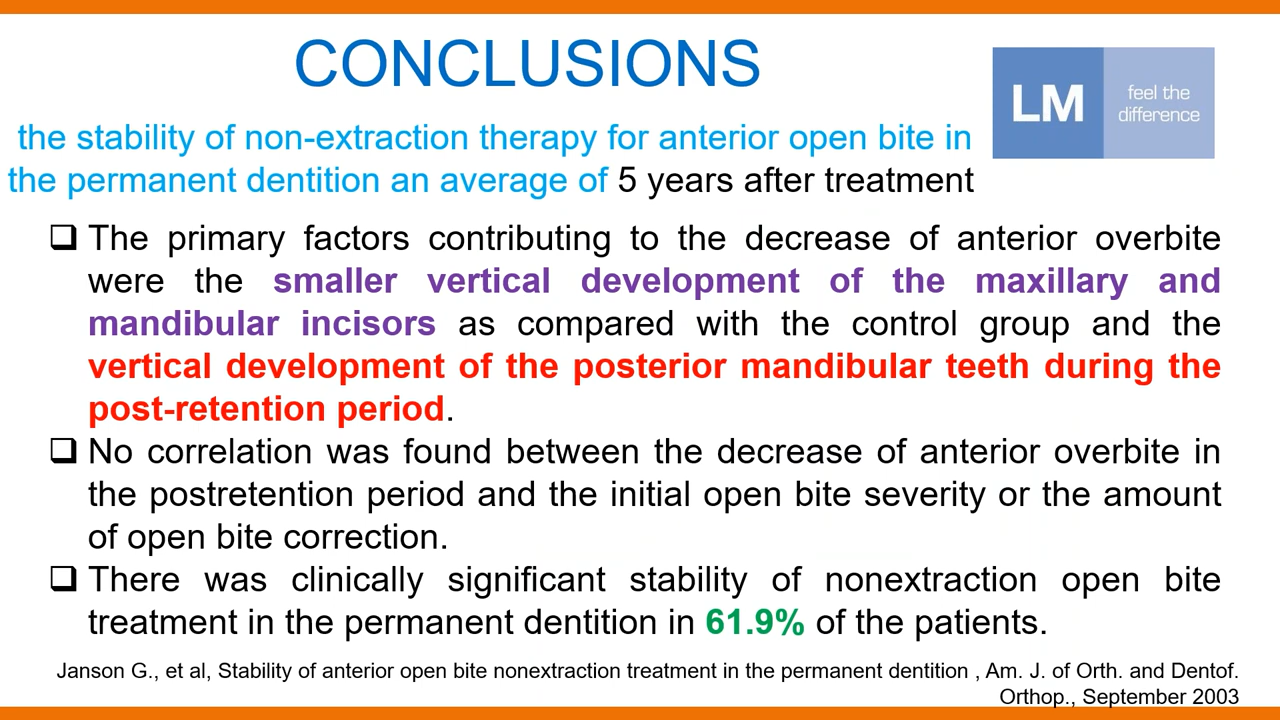 CONCLUSIONS
LM
feel the
difference
the stability of non-extraction therapy for anterior open bite in
the permanent dentition an average of 5 years after treatment
❑ The primary factors contributing to the decrease of anterior overbite
were the smaller vertical development of the maxillary and
mandibular incisors as compared with the control group and the
vertical development of the posterior mandibular teeth during the
post-retention period.
❑ No correlation was found between the decrease of anterior overbite in
the postretention period and the initial open bite severity or the amount
of open bite correction.
❑ There was clinically significant stability of nonextraction open bite
treatment in the permanent dentition in 61.9% of the patients.
Janson G., et al, Stability of anterior open bite nonextraction treatment in the permanent dentition , Am. J. of Orth. and Dentof.
Orthop., September 2003